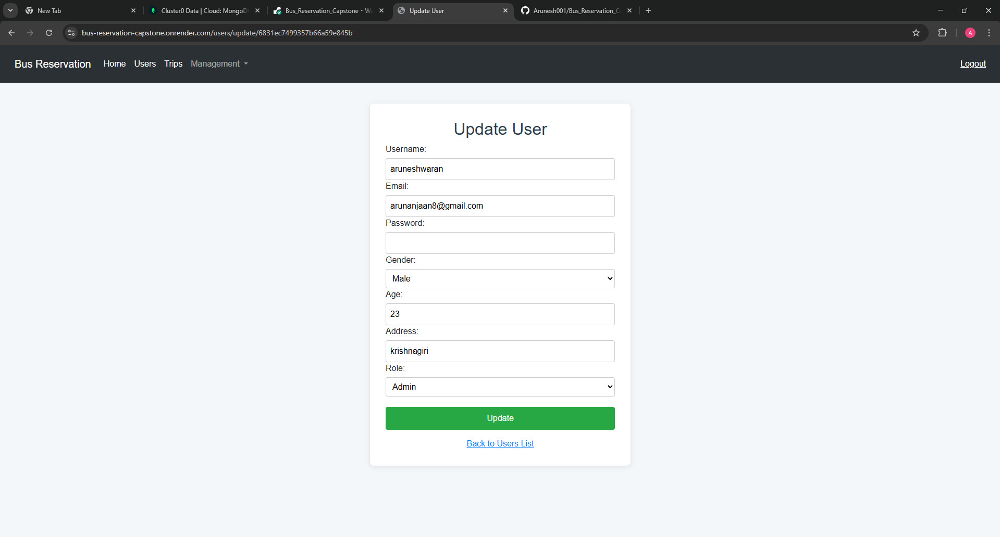 New Tab
Cluster0 Data | Cloud: MongoD
Bus_Reservation_Capstone · We
Update User
Arunesh001/Bus_Reservation_C
bus-reservation-capstone.onrender.com/users/update/6831ec7499357b66a59e845b
A
Bus Reservation Home Users Trips Management Logout
Update User
Username:
aruneshwaran
Email:
arunanjaan8@gmail.com
Password:
Gender:
Male
Age:
23
Address:
krishnagiri
Role:
Admin
Update
Back to Users List